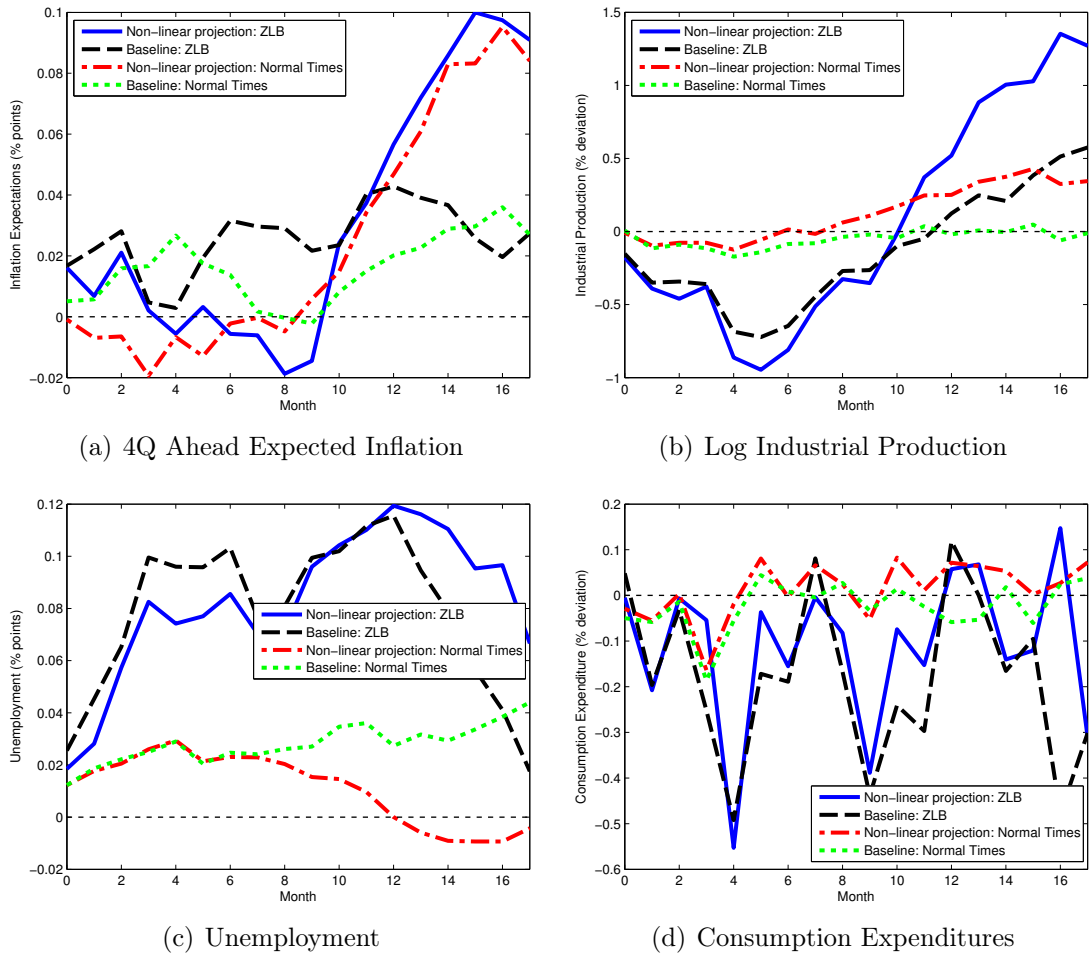 0.1
0.08
0.06
0.04
0.02
0
−0.02
Inflation Expectations (% points)
Non−linear projection: ZLB
Baseline: ZLB
Non−linear projection: Normal Times
Baseline: Normal Times
0 2 4 6 8 10 12 14 16
Month
(a) 4Q Ahead Expected Inflation
1.5
1
0.5
0
−0.5
−1
Industrial Production (% deviation)
Non−linear projection: ZLB
Baseline: ZLB
Non−linear projection: Normal Times
Baseline: Normal Times
0 2 4 6 8 10 12 14 16
Month
(b) Log Industrial Production
0.12
0.1
0.08
0.06
0.04
0.02
0
−0.02
Unemployment (% points)
Non−linear projection: ZLB
Baseline: ZLB
Non−linear projection: Normal Times
Baseline: Normal Times
0 2 4 6 8 10 12 14 16
Month
(c) Unemployment
0.2
0.1
0
−0.1
−0.2
−0.3
−0.4
−0.5
−0.6
Consumption Expenditure (% deviation)
Non−linear projection: ZLB
Baseline: ZLB
Non−linear projection: Normal Times
Baseline: Normal Times
0 2 4 6 8 10 12 14 16
Month
(d) Consumption Expenditures